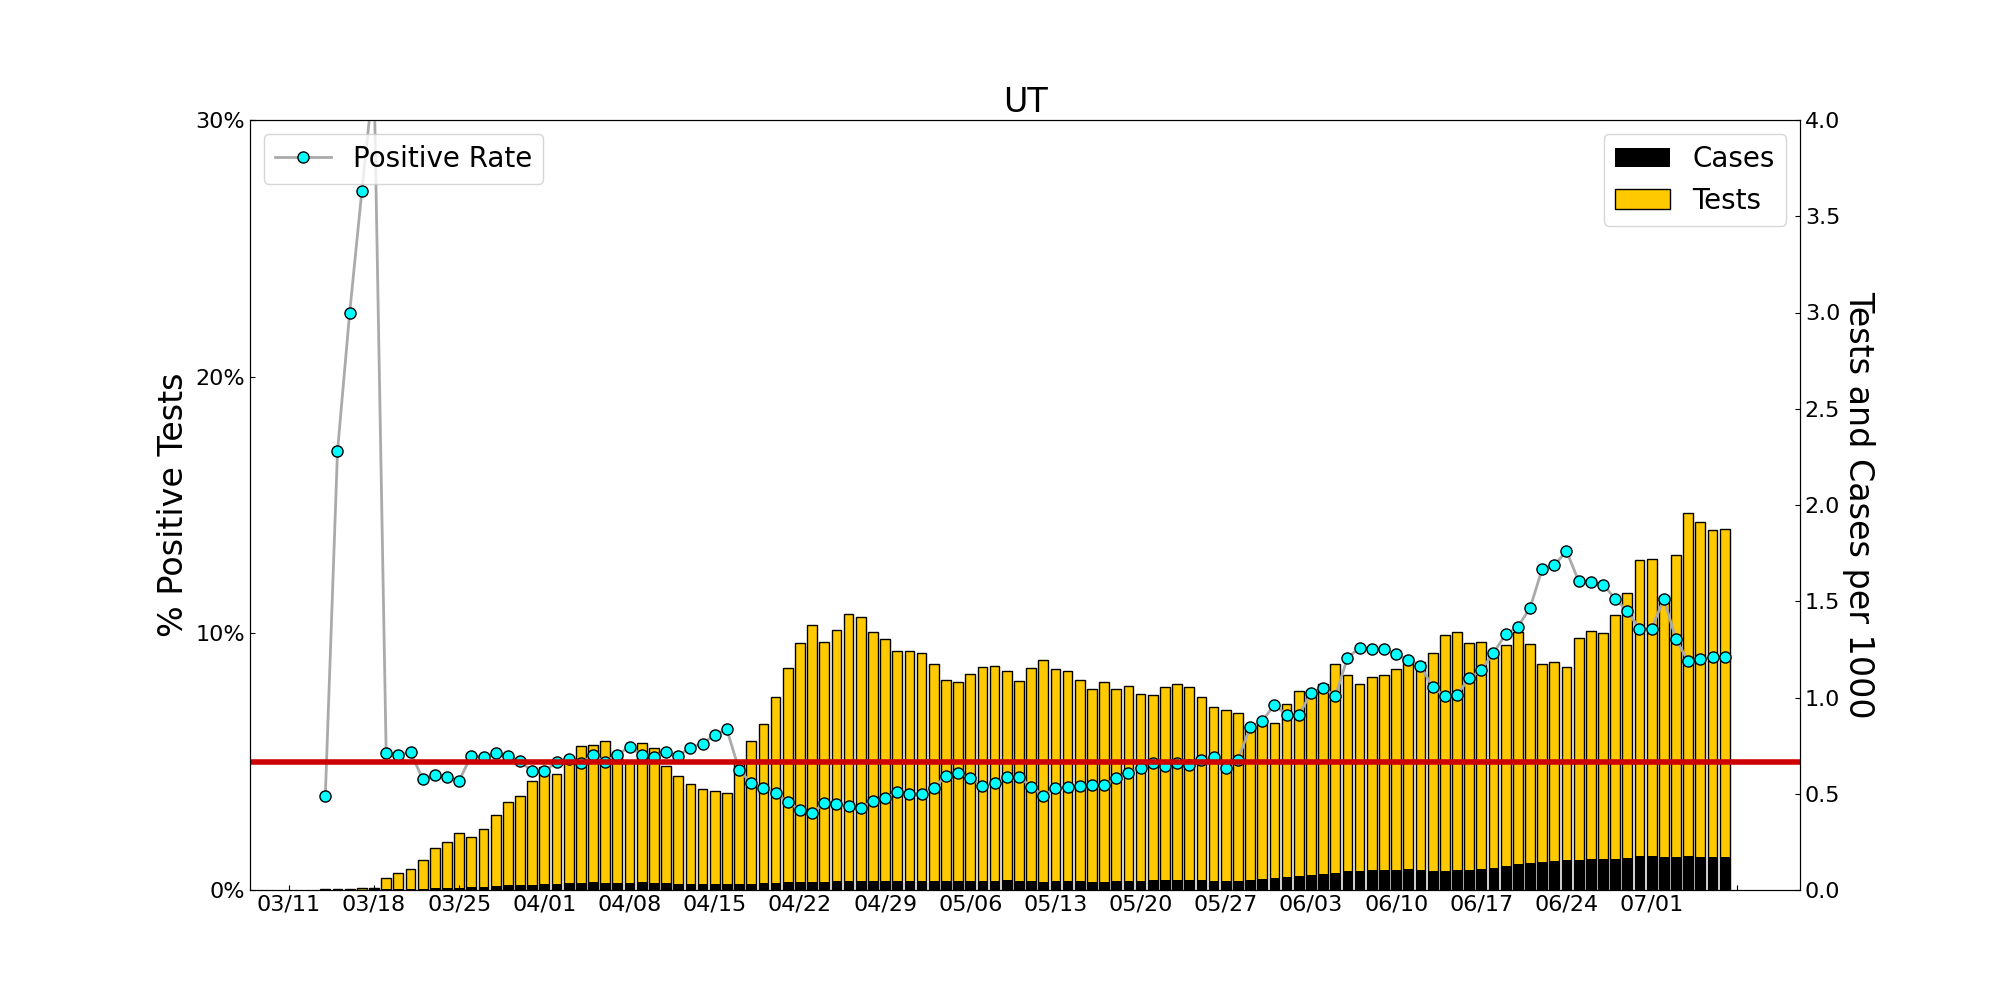 UT
30%
20%
10%
0%
% Positive Tests
Positive Rate
Cases
Tests
4.0
3.5
3.0
2.5
2.0
1.5
1.0
0.5
0.0
Tests and Cases per 1000
03/11 03/18 03/25 04/01 04/08 04/15 04/22 04/29 05/06 05/13 05/20 05/27 06/03 06/10 06/17 06/24 07/01